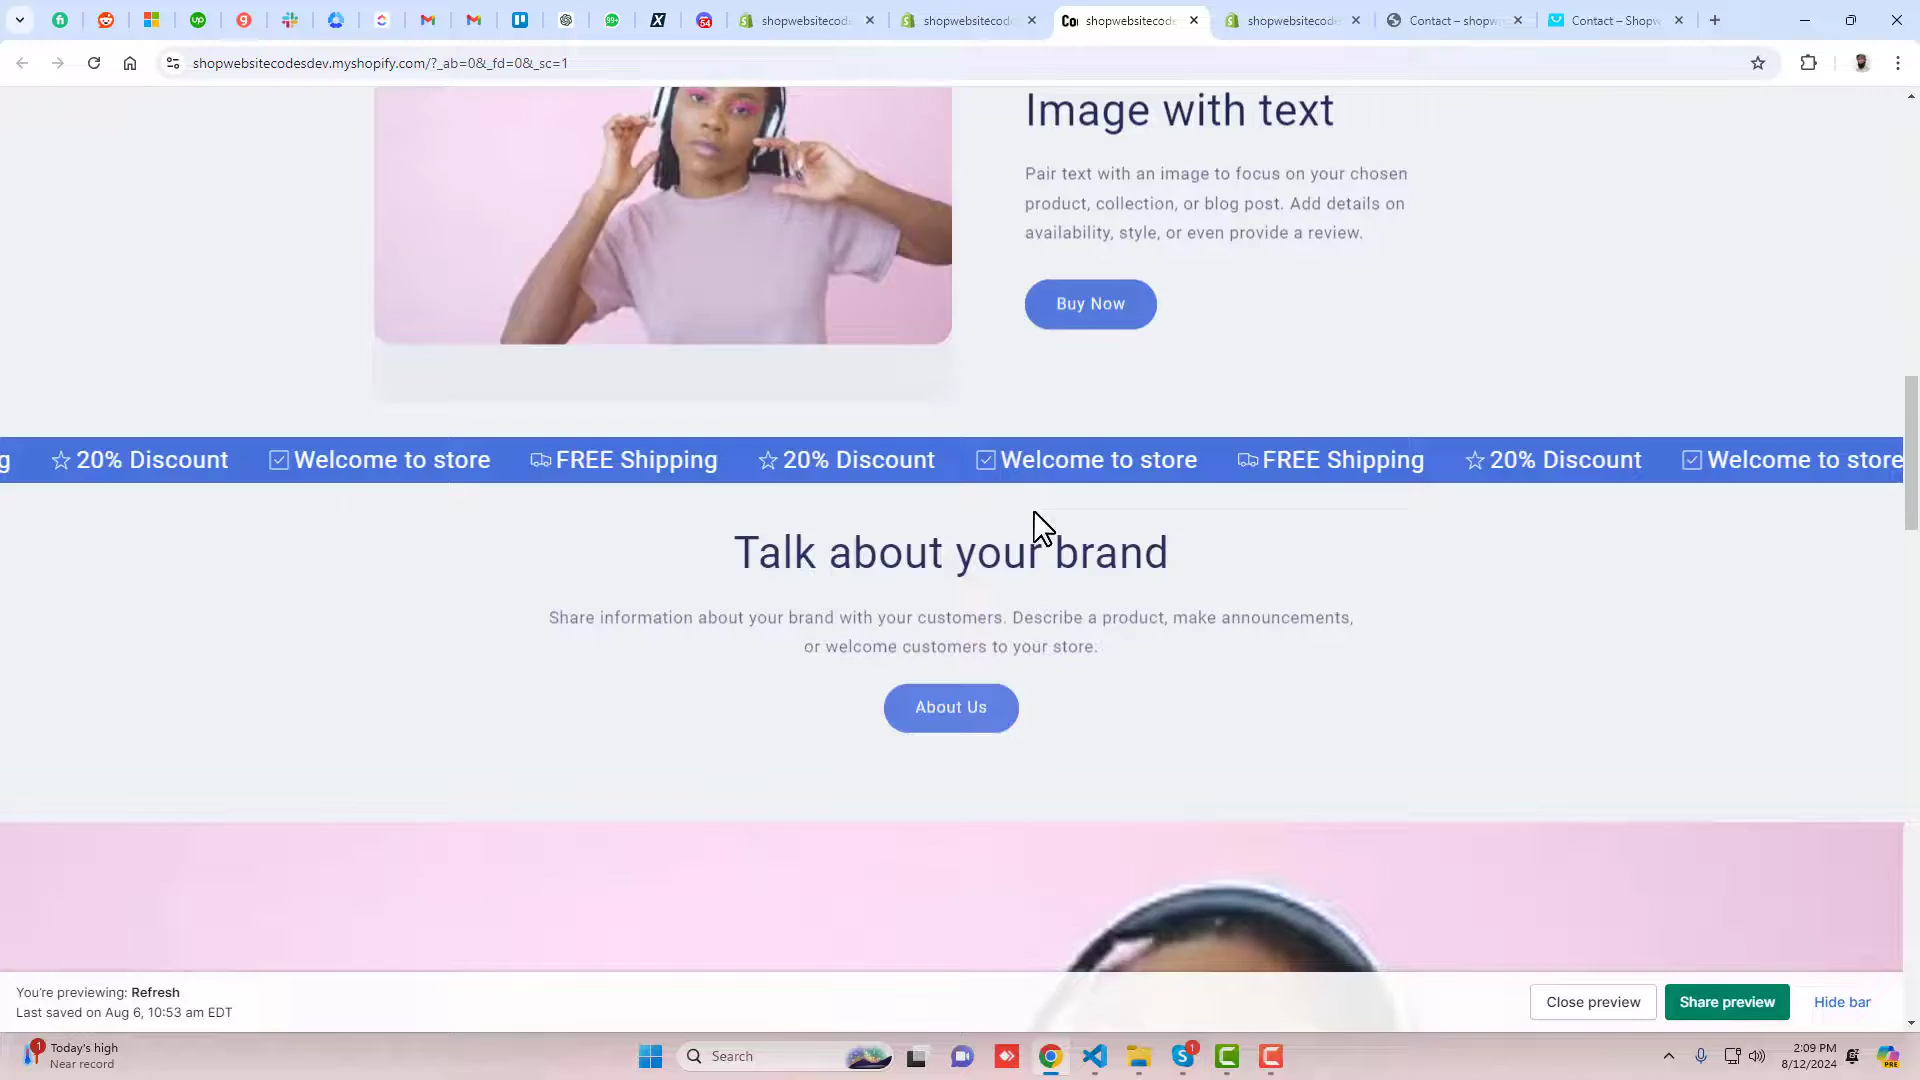 shopwebsitecode
shopwebsitecod
Co
shopwebsitecode
shopwebsitecode
Contact – shopw
Contact – Shopw
shopwebsitecodesdev.myshopify.com/?_ab=0&_fd=0&_sc=1
Image with text
Pair text with an image to focus on your chosen
product, collection, or blog post. Add details on
availability, style, or even provide a review.
Buy Now
g 20% Discount Welcome to store FREE Shipping 20% Discount Welcome to store FREE Shipping 20% Discount Welcome to store
Talk about your brand
Share information about your brand with your customers. Describe a product, make announcements,
or welcome customers to your store.
About Us
You're previewing: Refresh
Last saved on Aug 6, 10:53 am EDT
Close preview
Share preview
Hide bar
1
Today's high
Near record
Search
1
2:09 PM
8/12/2024